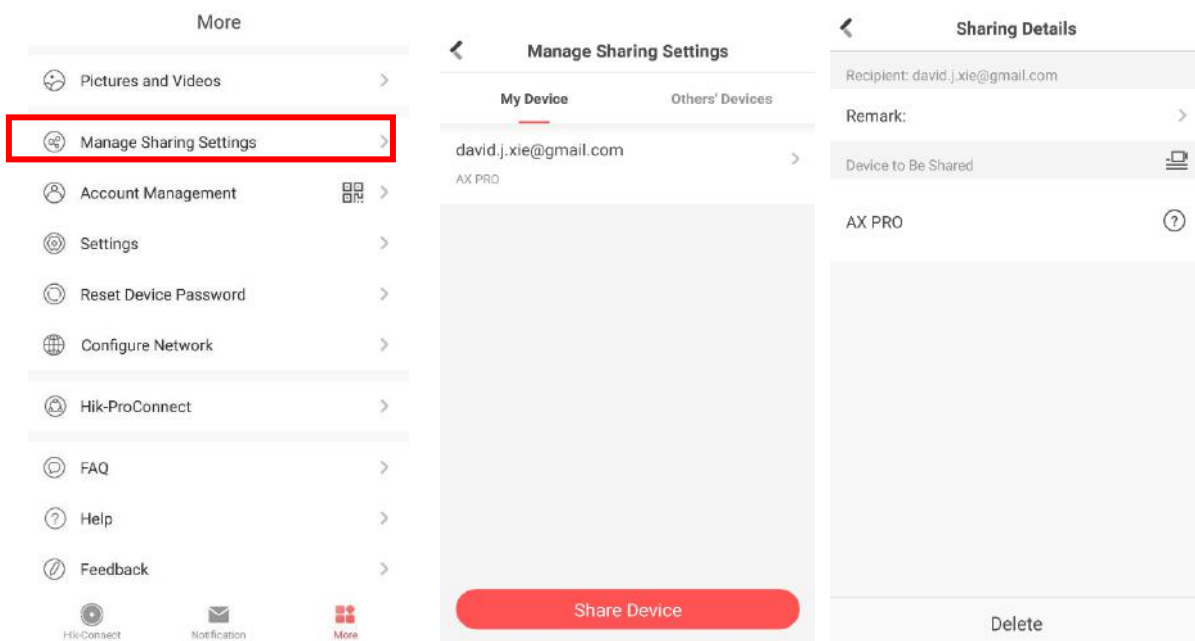 More
Pictures and Videos
Manage Sharing Settings
Account Management
Settings
Reset Device Password
Configure Network
Hik-ProConnect
FAQ
Help
Feedback
Hik-Connect
Notification
More
Manage Sharing Settings
My Device
Others' Devices
david.j.xie@gmail.com
AX PRO
Share Device
Sharing Details
Recipient: david.j.xie@gmail.com
Remark:
Device to Be Shared
AX PRO
Delete